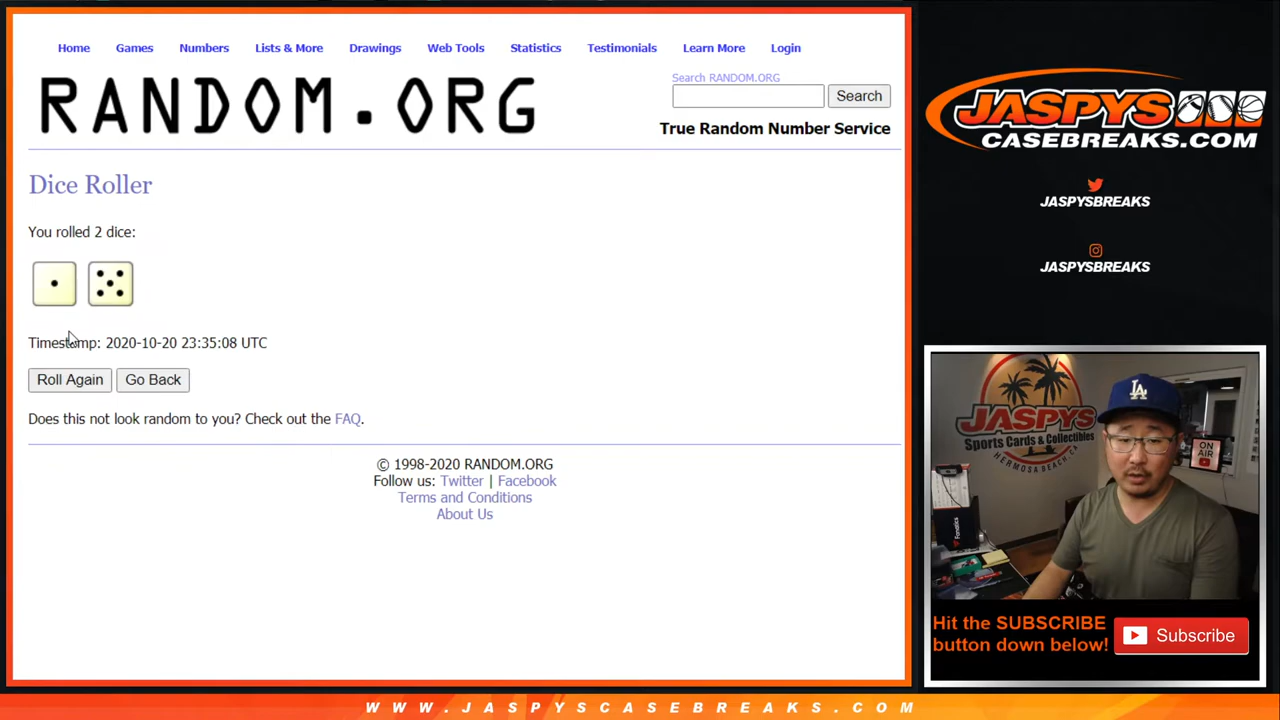 Home Games Numbers Lists & More Drawings Web Tools Statistics Testimonials Learn More Login
RANDOM.ORG
Search RANDOM.ORG
Search
True Random Number Service
Dice Roller
You rolled 2 dice:
Timestamp: 2020-10-20 23:35:08 UTC
Roll Again Go Back
Does this not look random to you? Check out the FAQ.
© 1998-2020 RANDOM.ORG
Follow us: Twitter | Facebook
Terms and Conditions
About Us
JASPYS
CASEBREAKS.COM
JASPYSBREAKS
JASPYSBREAKS
JASPYS
Sports Cards & Collectibles
HERMOSA BEACH, CA
LA
ON
AIR
Fanatics
Hit the SUBSCRIBE
button down below!
Subscribe
WWW.JASPYSCASEBREAKS.COM